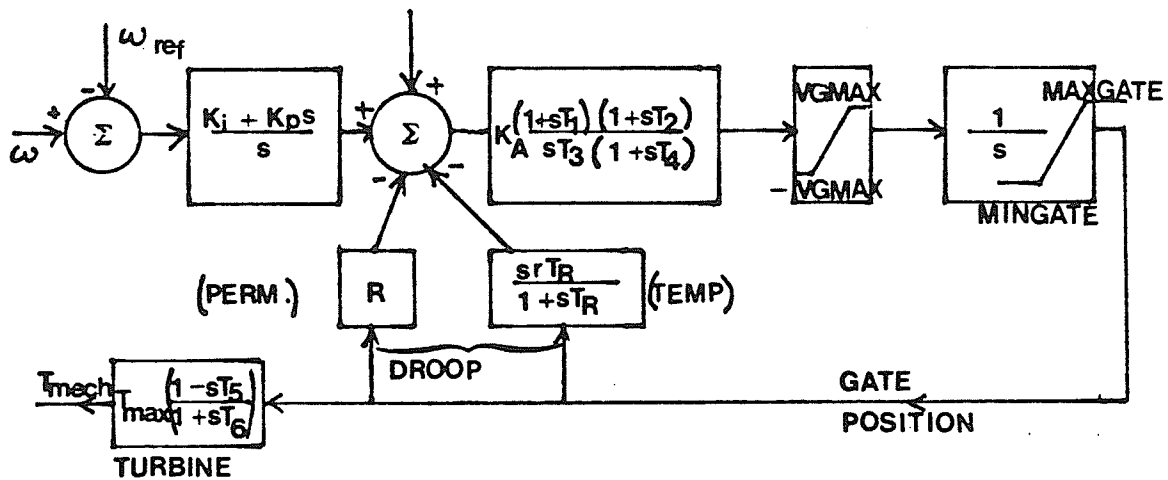 ω ref
-
+
Σ
ω
Ki + Kps
s
+
+
Σ
-
-
KA (1+sT1) (1+sT2)
sT3 (1+sT4)
VGMAX
- VGMAX
1
s
MAXGATE
MINGATE
(PERM.)
R
srTR
1+sTR
(TEMP)
DROOP
Tmech
Tmax (1-sT5)
(1+sT6)
TURBINE
GATE
POSITION